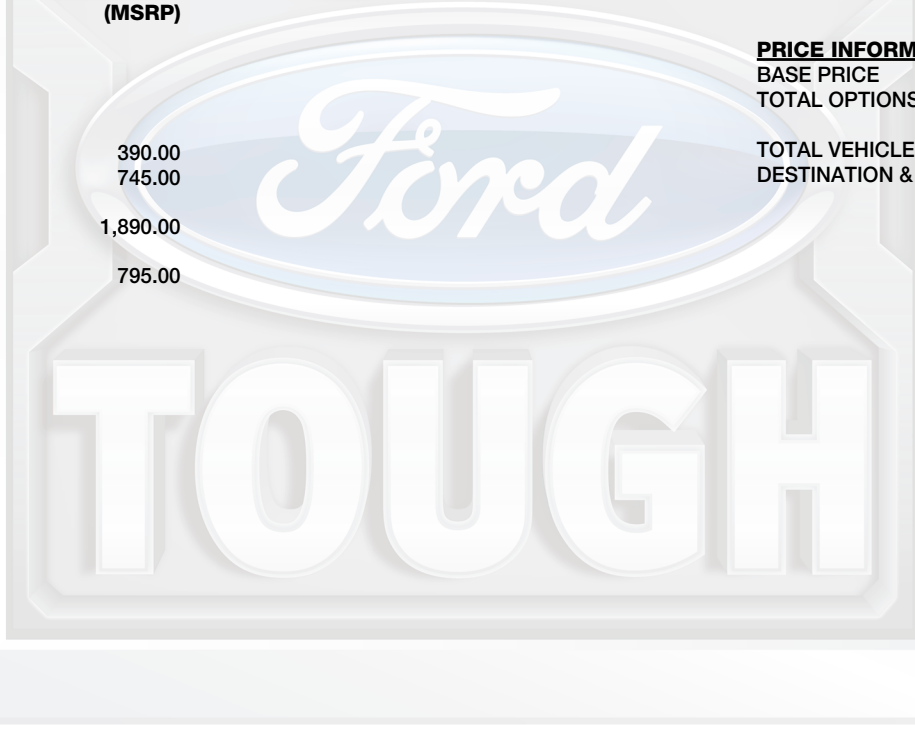 (MSRP)
390.00
745.00
1,890.00
795.00
PRICE INFORM
BASE PRICE
TOTAL OPTIONS
TOTAL VEHICLE
DESTINATION &
Ford
TOUGH